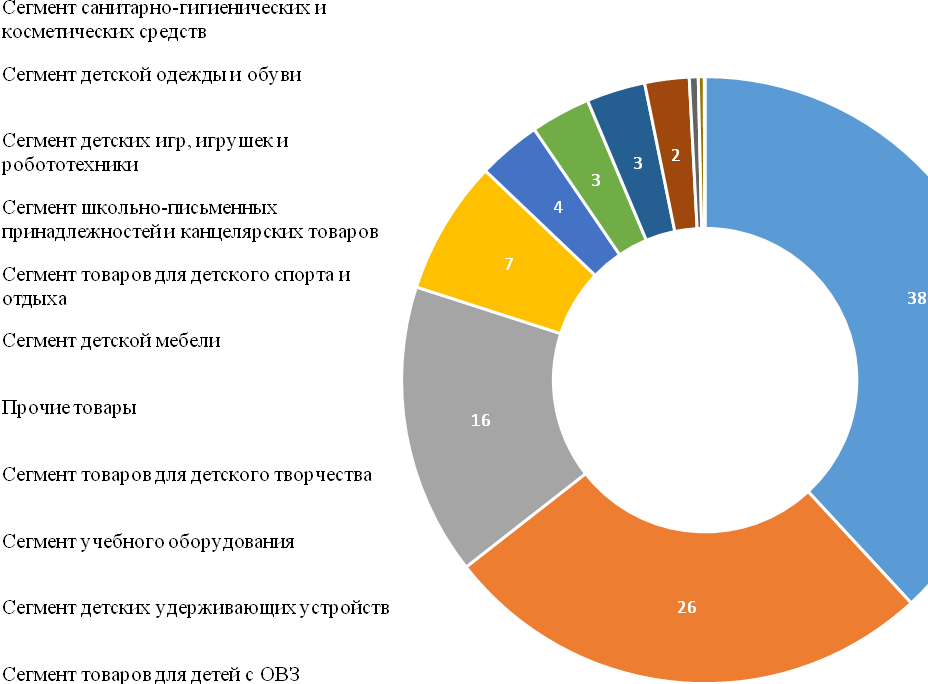 Сегмент санитарно-гигиенических и
косметических средств
Сегмент детской одежды и обуви
Сегмент детских игр, игрушек и
робототехники
Сегмент школьно-письменных
принадлежностей и канцелярских товаров
Сегмент товаров для детского спорта и
отдыха
Сегмент детской мебели
Прочие товары
Сегмент товаров для детского творчества
Сегмент учебного оборудования
Сегмент детских удерживающих устройств
Сегмент товаров для детей с ОВЗ
2
3
3
4
7
38
16
26